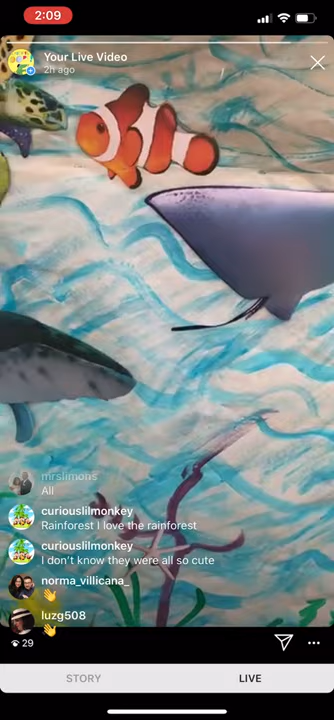 2:09
Your Live Video
2h ago
mrslimons
All
curiouslilmonkey
Rainforest I love the rainforest
curiouslilmonkey
I don't know they were all so cute
norma_villicana_
👋
luzg508
👋
29
STORY
LIVE